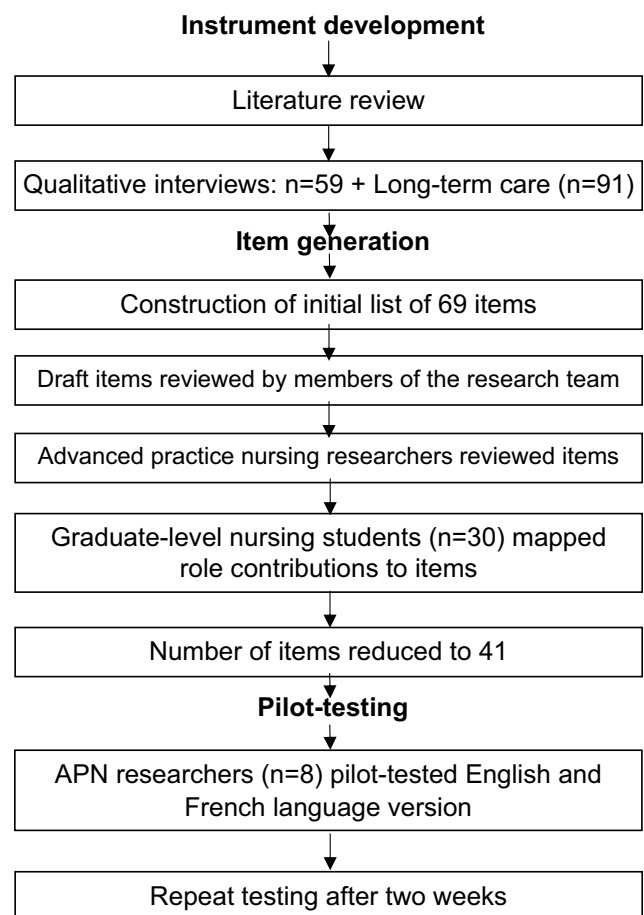 Instrument development
Literature review
Qualitative interviews: n=59 + Long-term care (n=91)
Item generation
Construction of initial list of 69 items
Draft items reviewed by members of the research team
Advanced practice nursing researchers reviewed items
Graduate-level nursing students (n=30) mapped
role contributions to items
Number of items reduced to 41
Pilot-testing
APN researchers (n=8) pilot-tested English and
French language version
Repeat testing after two weeks